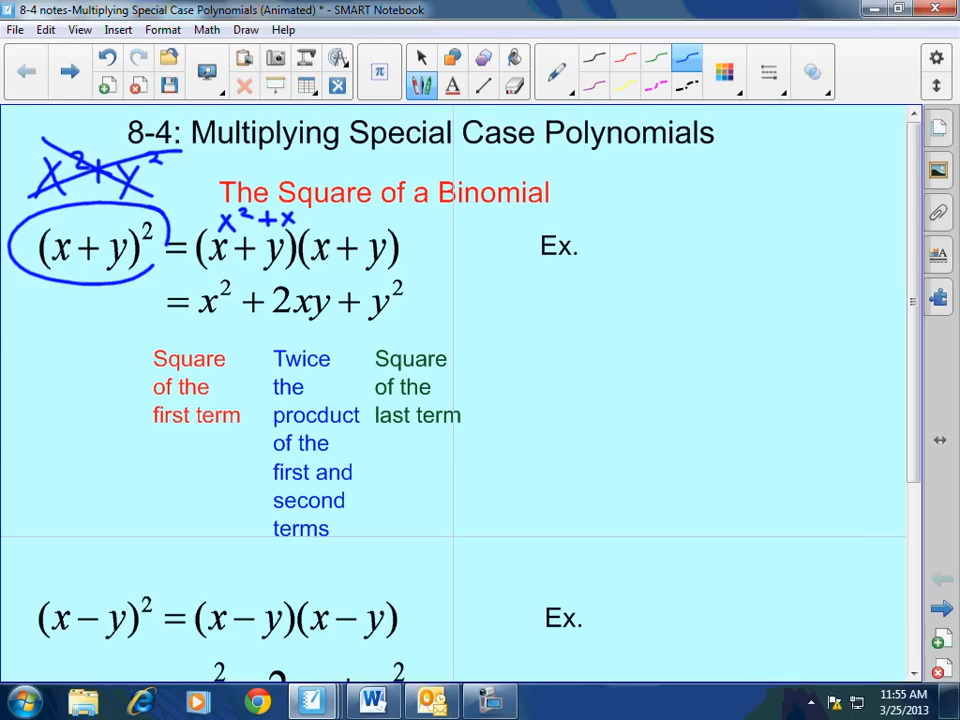 8-4 notes-Multiplying Special Case Polynomials (Animated) * - SMART Notebook
File Edit View Insert Format Math Draw Help
8-4: Multiplying Special Case Polynomials
x² + y²
The Square of a Binomial
x² + x
(x + y)² = (x + y)(x + y)
Ex.
= x² + 2xy + y²
Square of the first term
Twice the procduct of the first and second terms
Square of the last term
(x − y)² = (x − y)(x − y)
Ex.
11:55 AM
3/25/2013